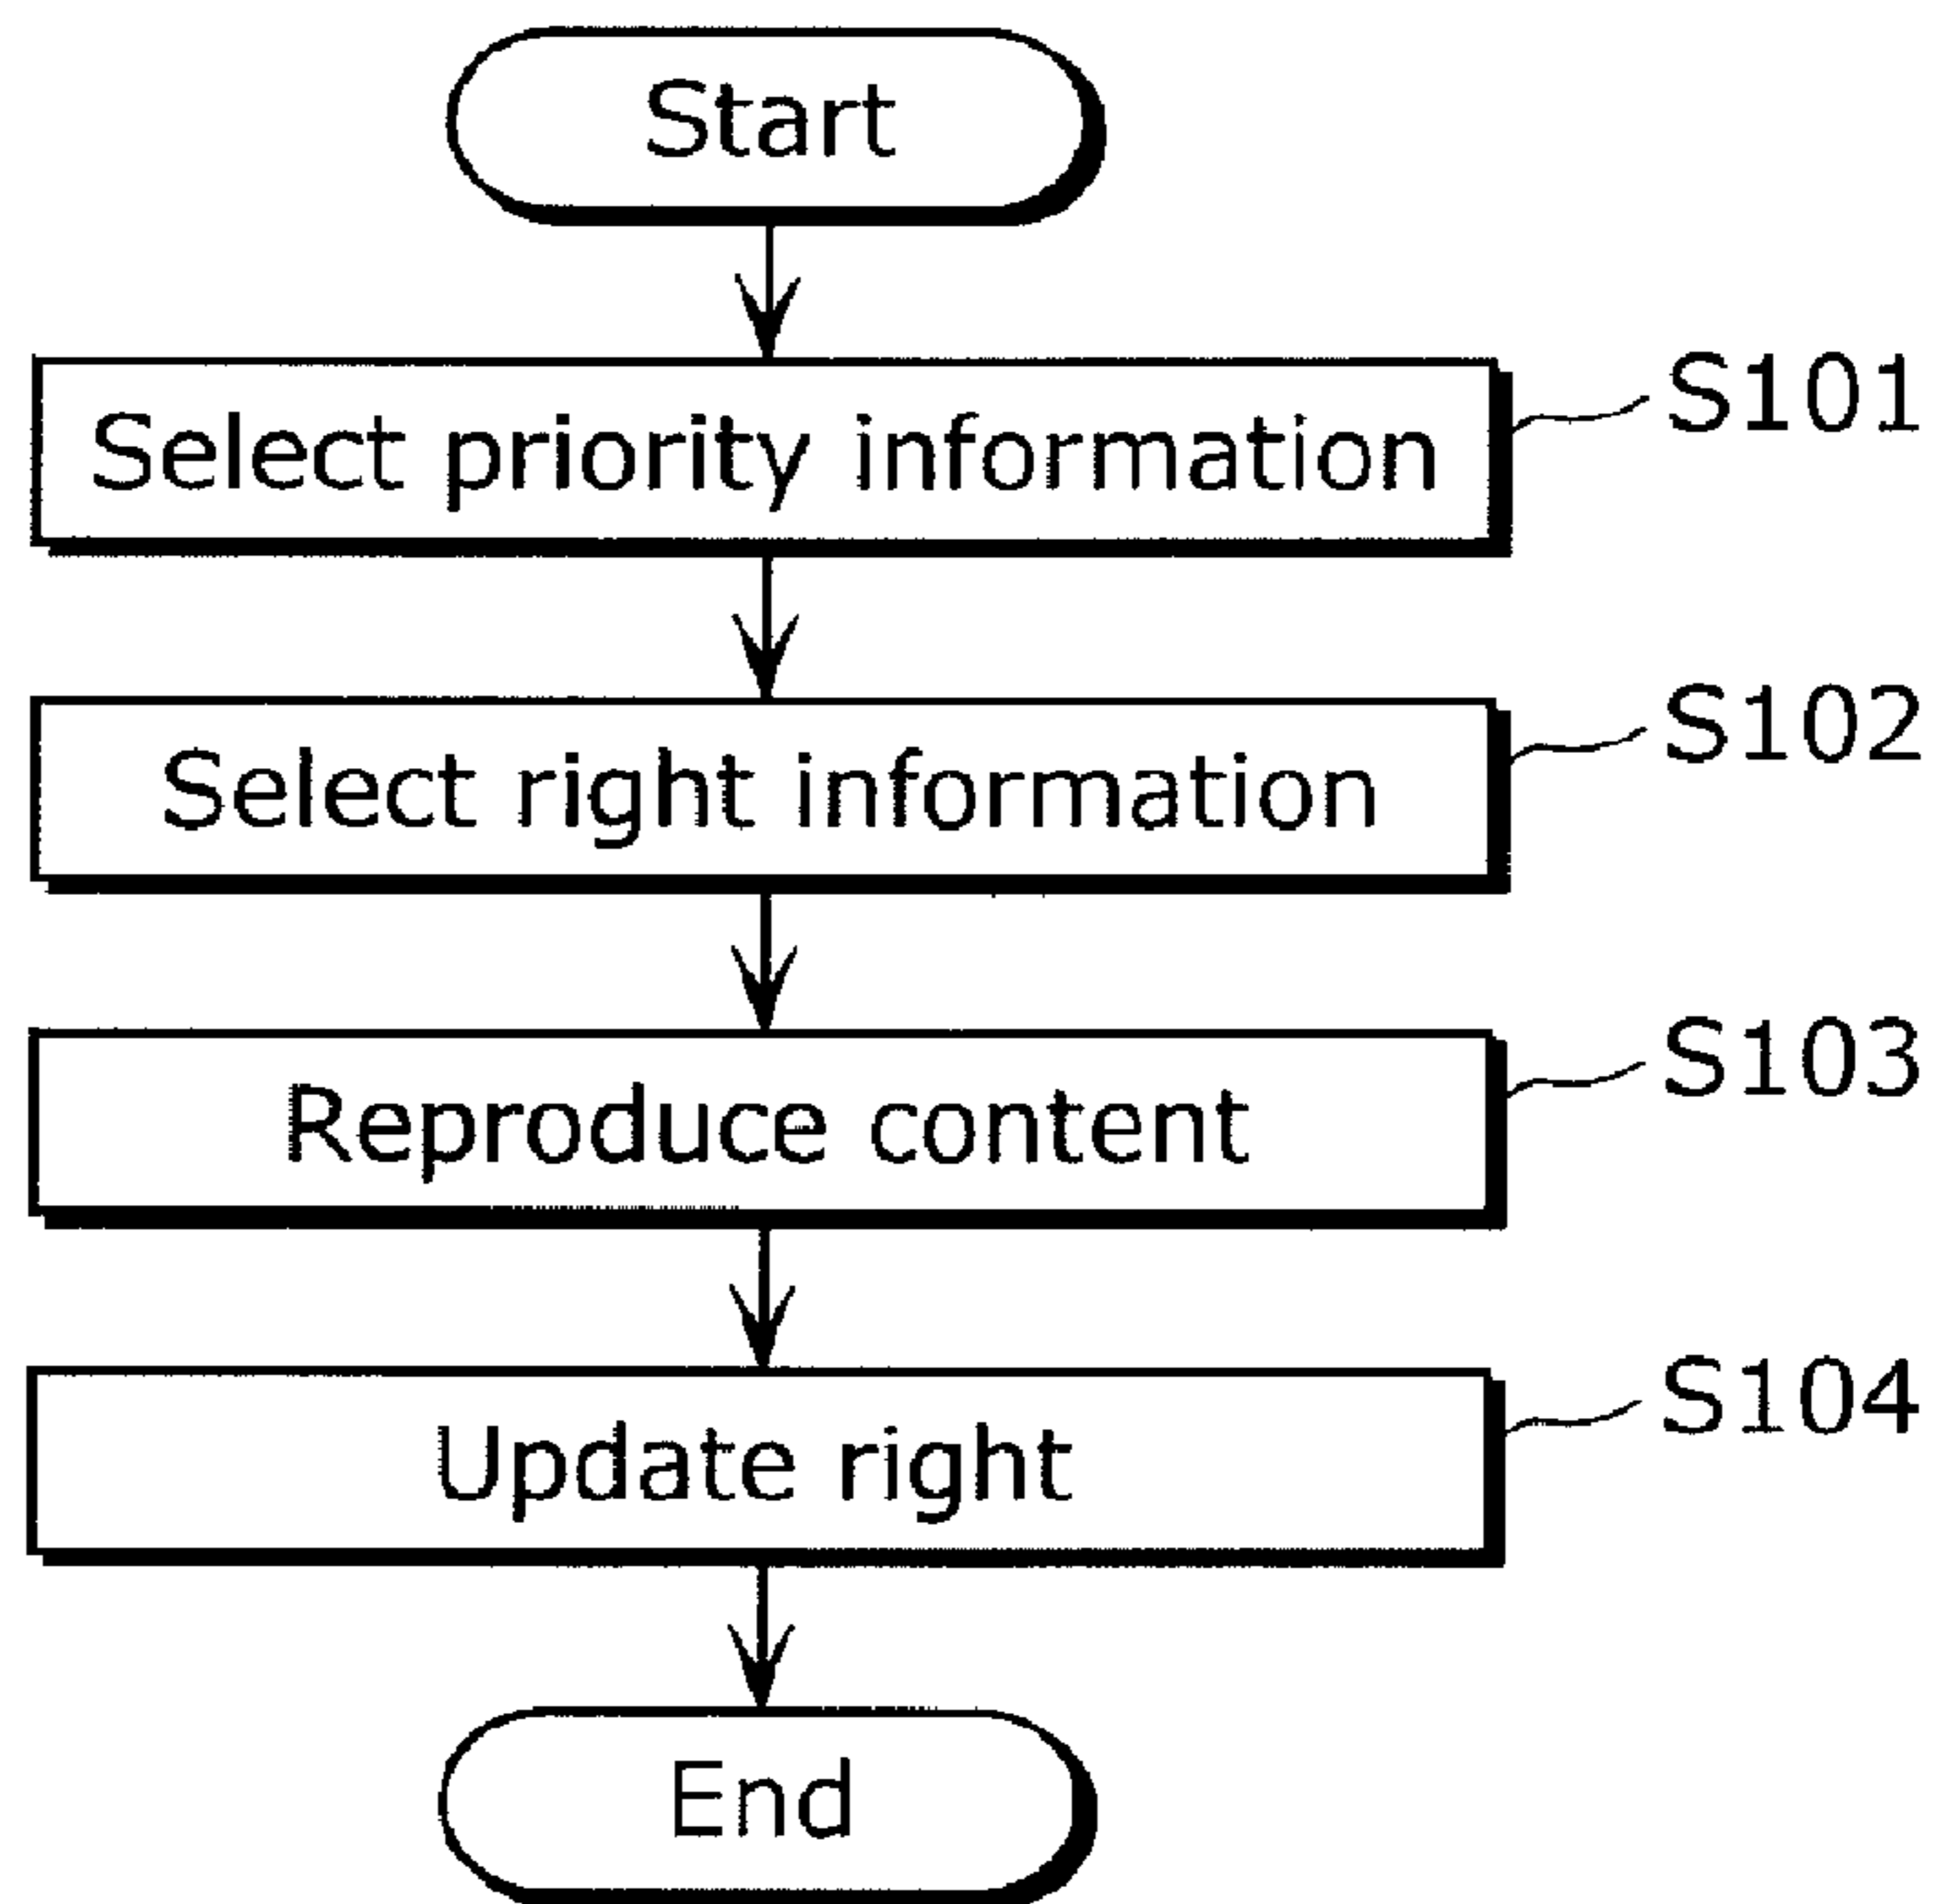 Start
Select priority information
S101
Select right information
S102
Reproduce content
S103
Update right
S104
End